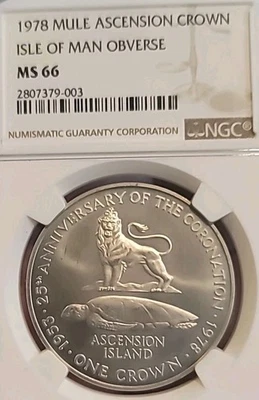 1978 MULE ASCENSION CROWN
ISLE OF MAN OBVERSE
MS 66
2807379-003
NUMISMATIC GUARANTY CORPORATION
NGC®
1953 · 25TH ANNIVERSARY OF THE CORONATION · 1978
ASCENSION
ISLAND
· ONE CROWN ·